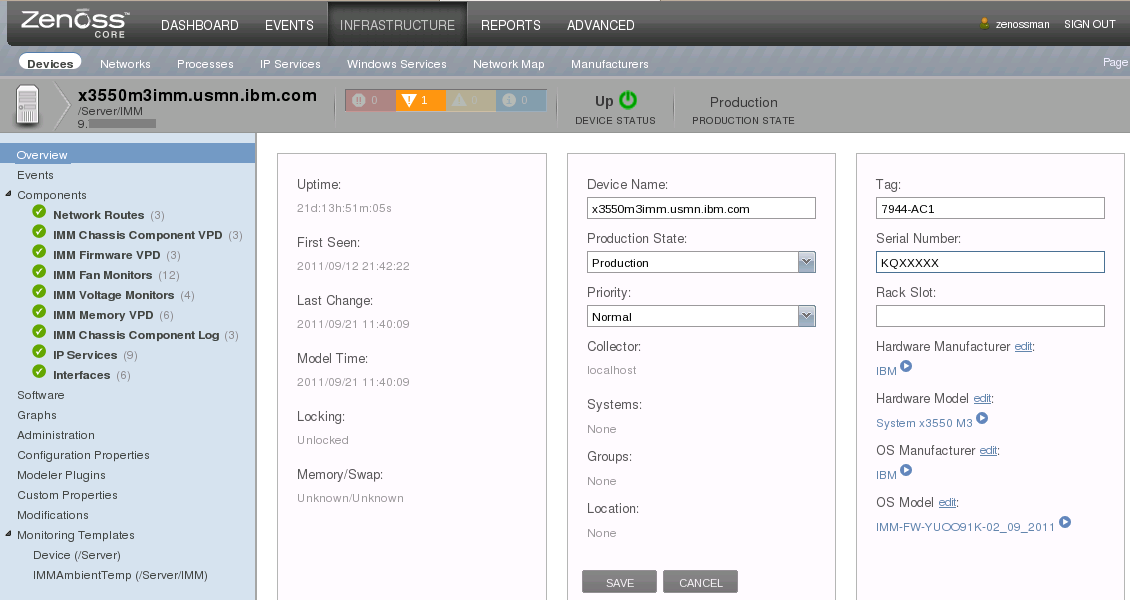 Zenoss™
CORE
DASHBOARD EVENTS INFRASTRUCTURE REPORTS ADVANCED
zenossman SIGN OUT
Devices Networks Processes IP Services Windows Services Network Map Manufacturers
Page
x3550m3imm.usmn.ibm.com
/Server/IMM
9.
0 1 0 0
Up
DEVICE STATUS
Production
PRODUCTION STATE
Overview
Events
Components
Network Routes (3)
IMM Chassis Component VPD (3)
IMM Firmware VPD (3)
IMM Fan Monitors (12)
IMM Voltage Monitors (4)
IMM Memory VPD (6)
IMM Chassis Component Log (3)
IP Services (9)
Interfaces (6)
Software
Graphs
Administration
Configuration Properties
Modeler Plugins
Custom Properties
Modifications
Monitoring Templates
Device (/Server)
IMMAmbientTemp (/Server/IMM)
Uptime:
21d:13h:51m:05s
First Seen:
2011/09/12 21:42:22
Last Change:
2011/09/21 11:40:09
Model Time:
2011/09/21 11:40:09
Locking:
Unlocked
Memory/Swap:
Unknown/Unknown
Device Name:
x3550m3imm.usmn.ibm.com
Production State:
Production
Priority:
Normal
Collector:
localhost
Systems:
None
Groups:
None
Location:
None
SAVE CANCEL
Tag:
7944-AC1
Serial Number:
KQXXXXX
Rack Slot:
Hardware Manufacturer edit:
IBM
Hardware Model edit:
System x3550 M3
OS Manufacturer edit:
IBM
OS Model edit:
IMM-FW-YUOO91K-02_09_2011